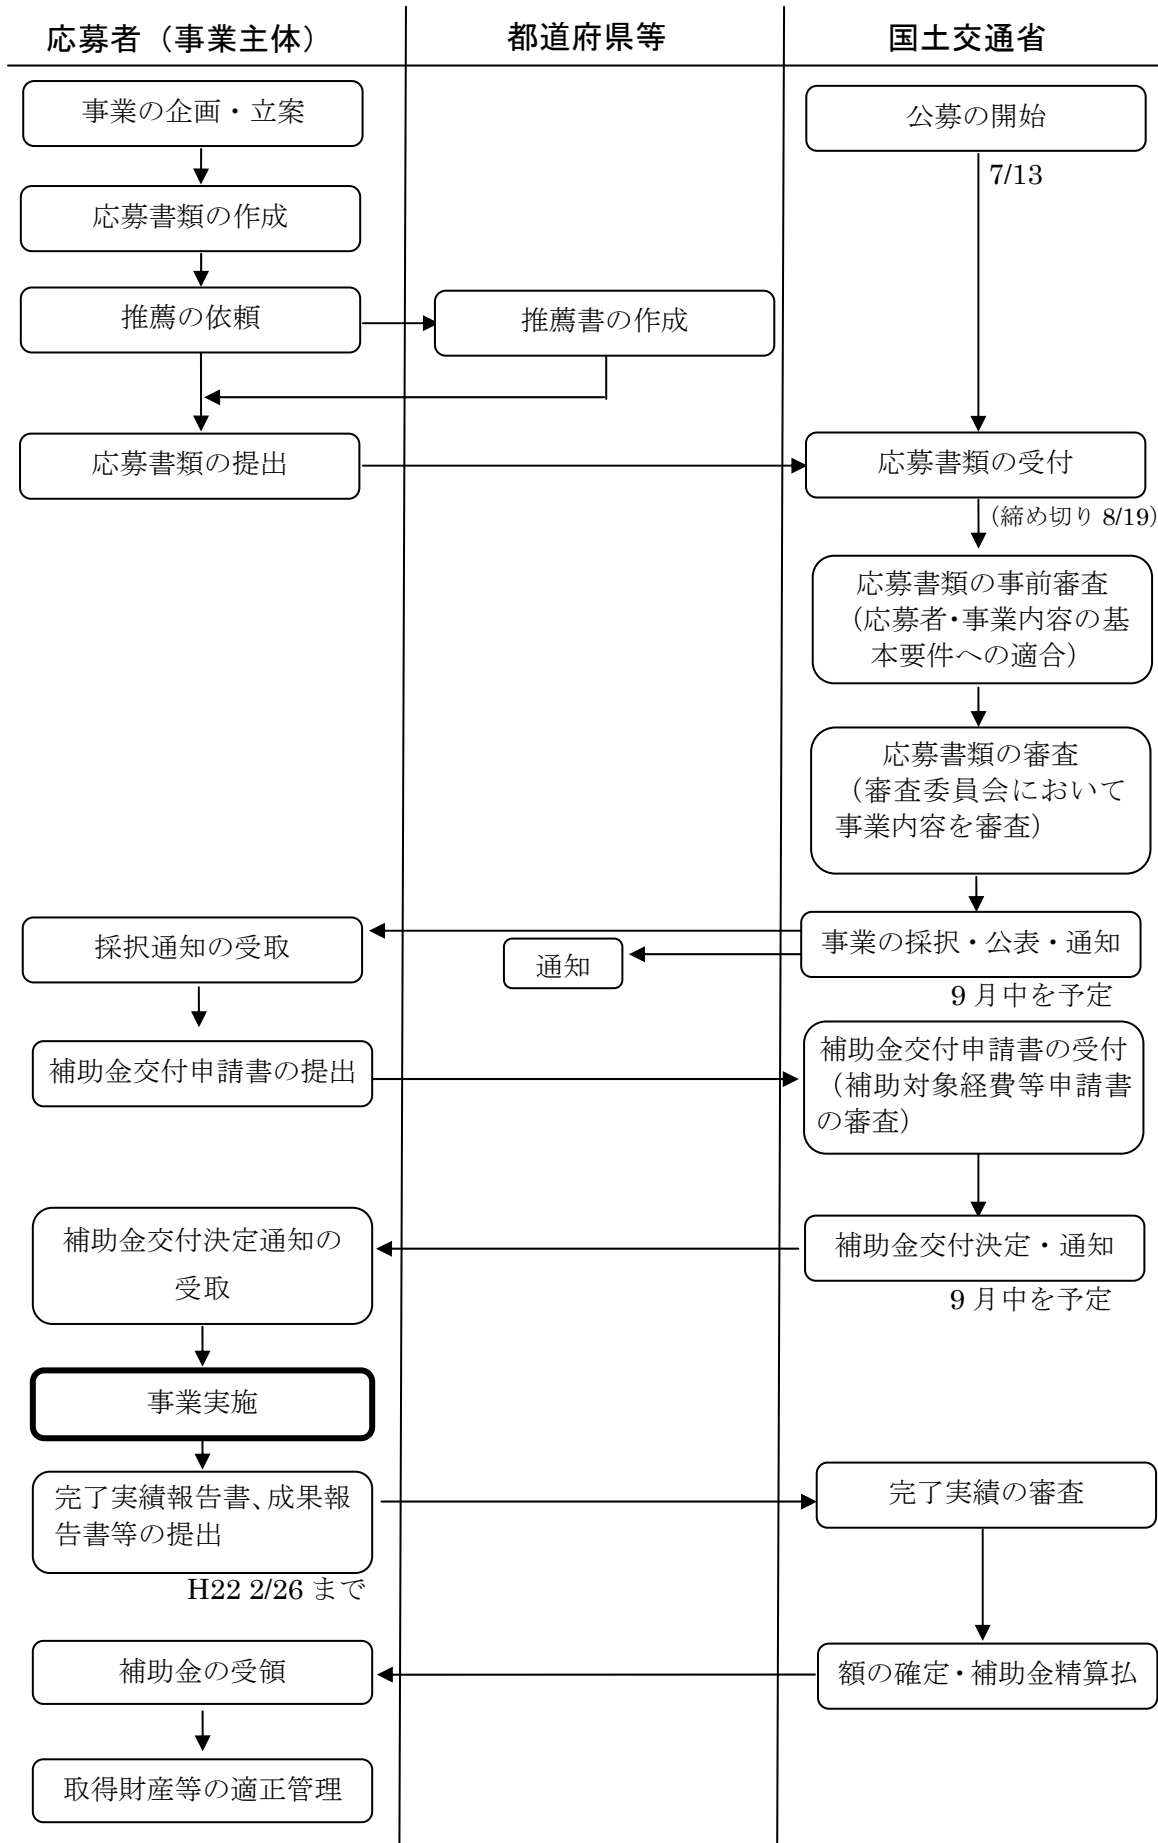 応募者（事業主体）
都道府県等
国土交通省
事業の企画・立案
公募の開始
7/13
応募書類の作成
推薦の依頼
推薦書の作成
応募書類の提出
応募書類の受付
（締め切り 8/19）
応募書類の事前審査
（応募者・事業内容の基
本要件への適合）
応募書類の審査
（審査委員会において
事業内容を審査）
採択通知の受取
通知
事業の採択・公表・通知
9 月中を予定
補助金交付申請書の提出
補助金交付申請書の受付
（補助対象経費等申請書
の審査）
補助金交付決定通知の
受取
補助金交付決定・通知
9 月中を予定
事業実施
完了実績報告書、成果報
告書等の提出
H22 2/26 まで
完了実績の審査
補助金の受領
額の確定・補助金精算払
取得財産等の適正管理